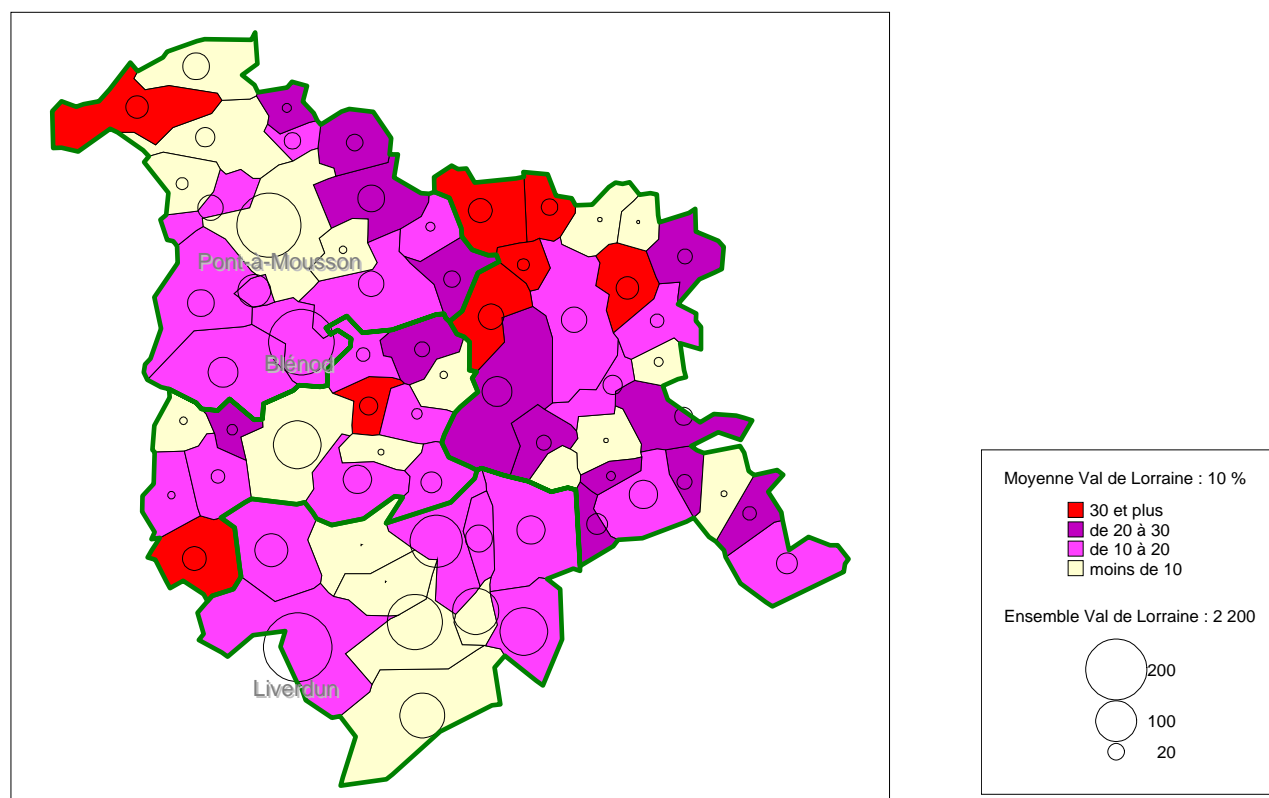 Pont-à-Mousson
Blénod
Liverdun
Moyenne Val de Lorraine : 10 %
30 et plus
de 20 à 30
de 10 à 20
moins de 10
Ensemble Val de Lorraine : 2 200
200
100
20